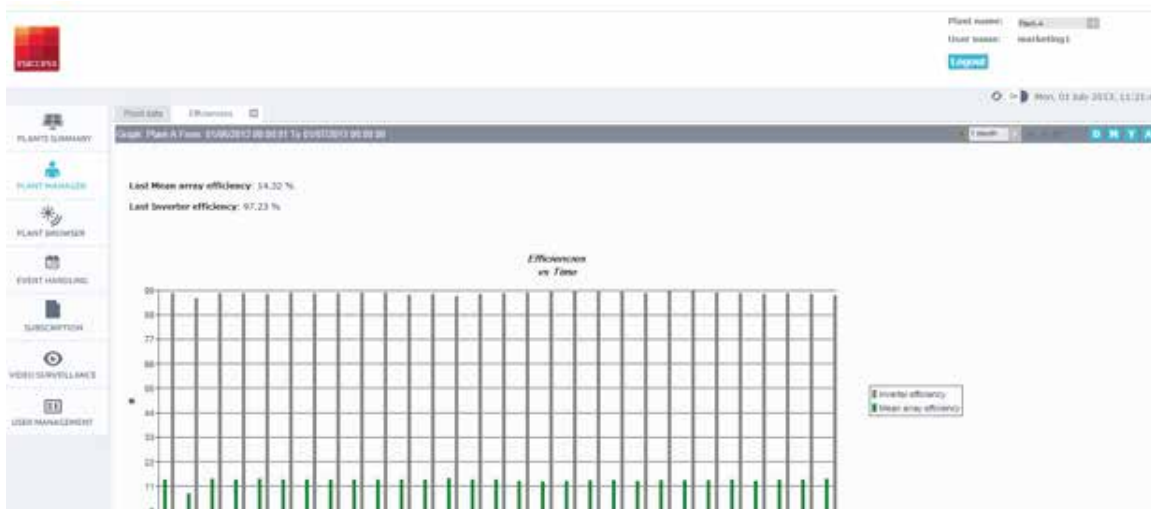 Plant name: Plant A
User name: marketing1
Logout
Mon, 01 July 2013, 11:21
Plant data Efficiencies
PLANTS SUMMARY
Graph: Plant A From: 01/06/2013 00:00:01 To 01/07/2013 00:00:00
1 month
D M Y A
PLANT MANAGER
Last Mean array efficiency: 14.32 %
Last Inverter efficiency: 97.23 %
PLANT BROWSER
EVENT HANDLING
Efficiencies
vs Time
SUBSCRIPTION
VIDEO SURVEILLANCE
USER MANAGEMENT
99
88
77
66
55
44
33
22
11
Inverter efficiency
Mean array efficiency